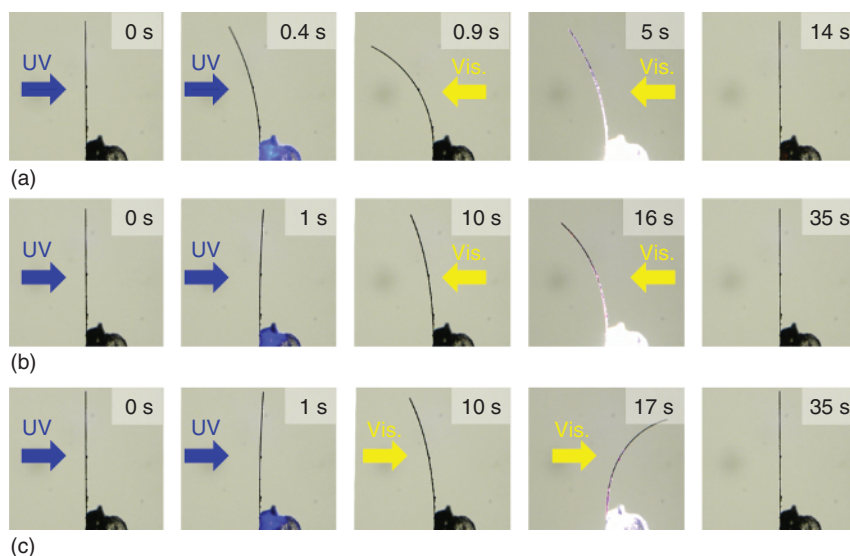 0 s 0.4 s 0.9 s 5 s 14 s
UV UV Vis. Vis.
(a)
0 s 1 s 10 s 16 s 35 s
UV UV Vis. Vis.
(b)
0 s 1 s 10 s 17 s 35 s
UV UV Vis. Vis.
(c)